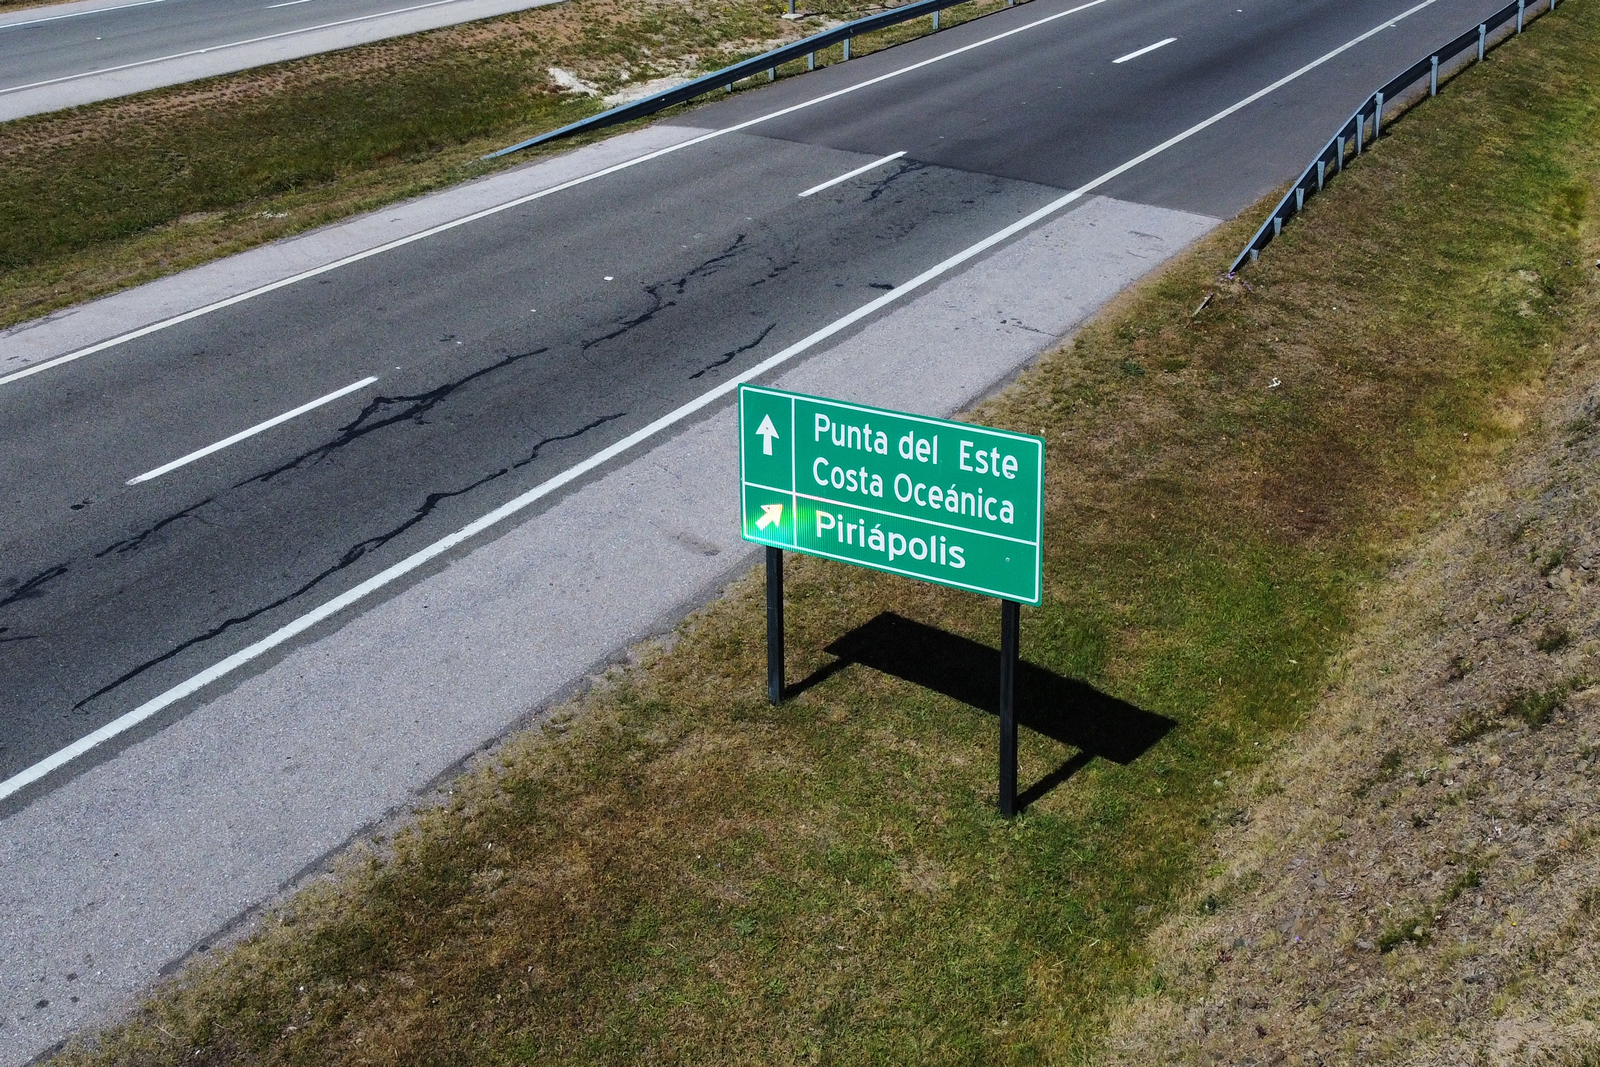 Punta del Este
Costa Oceánica
Piriápolis